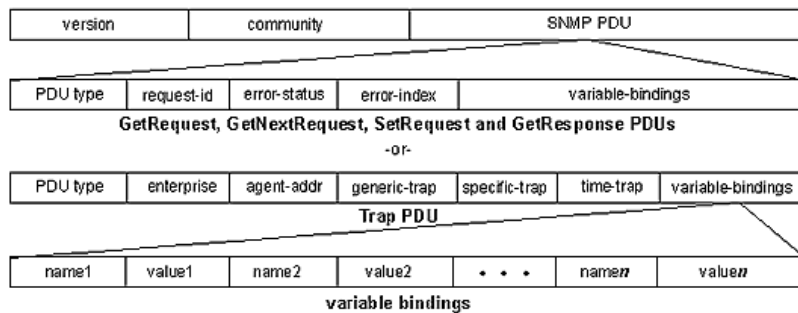 version community SNMP PDU
PDU type request-id error-status error-index variable-bindings
GetRequest, GetNextRequest, SetRequest and GetResponse PDUs
-or-
PDU type enterprise agent-addr generic-trap specific-trap time-trap variable-bindings
Trap PDU
name1 value1 name2 value2 • • • namen valuen
variable bindings